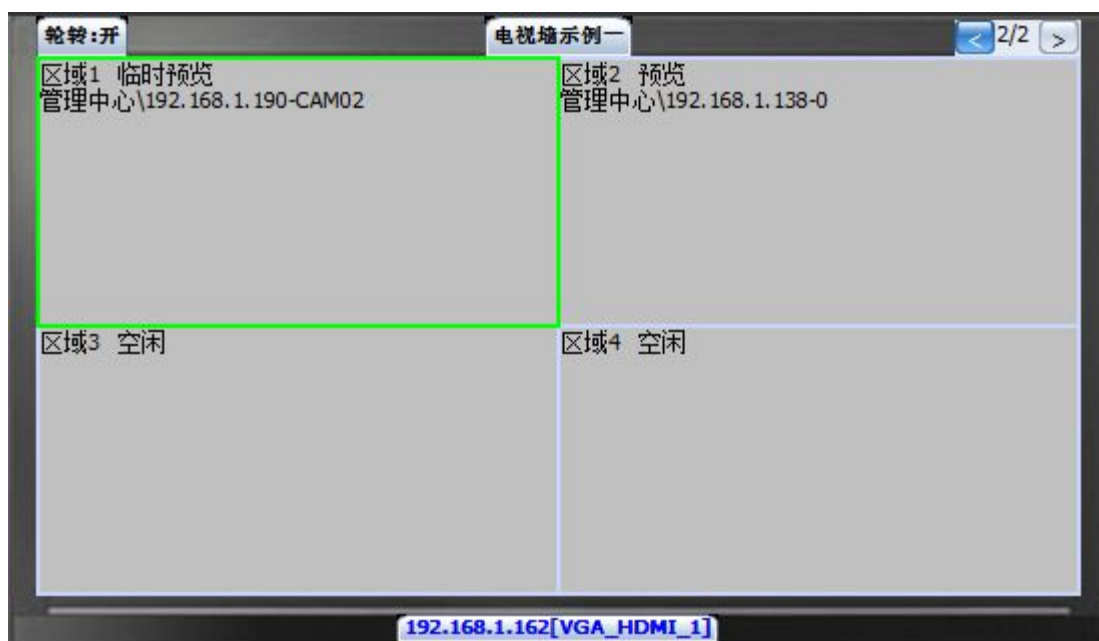 轮转:开
电视墙示例一
< 2/2 >
区域1 临时预览
管理中心\192.168.1.190-CAM02
区域2 预览
管理中心\192.168.1.138-0
区域3 空闲
区域4 空闲
192.168.1.162[VGA_HDMI_1]